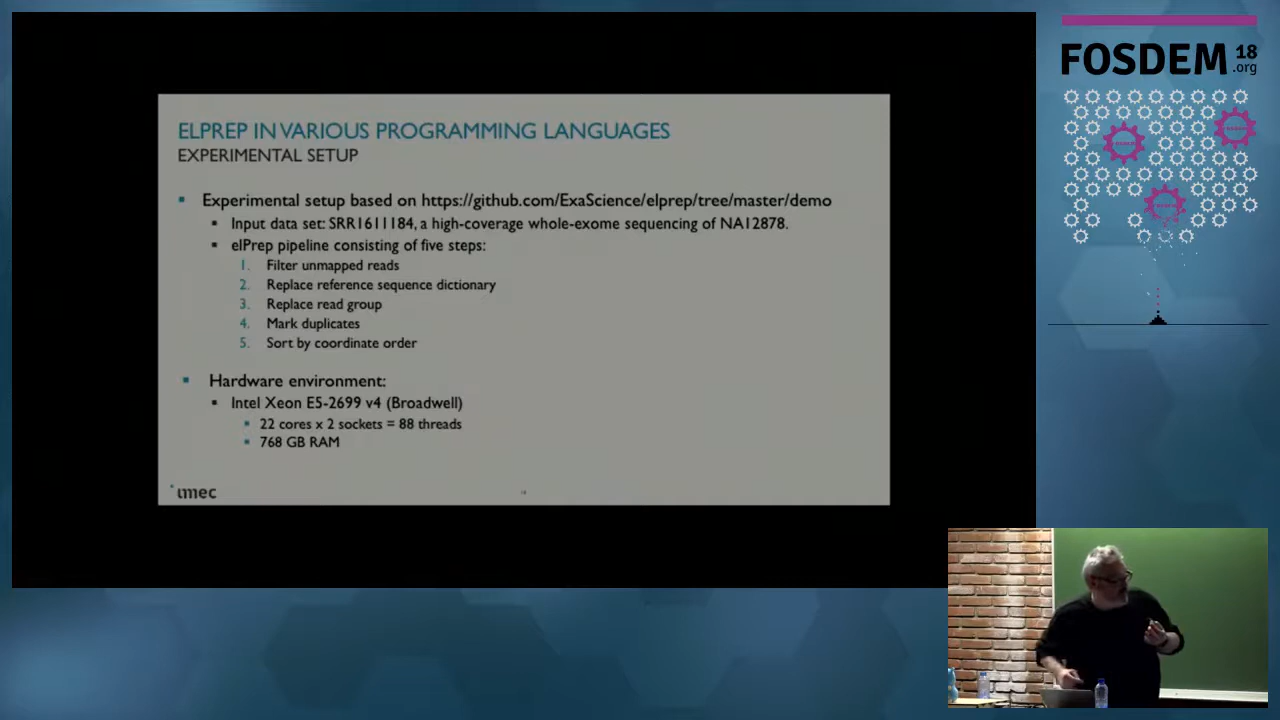 FOSDEM 18
.org
ELPREP IN VARIOUS PROGRAMMING LANGUAGES
EXPERIMENTAL SETUP
Experimental setup based on https://github.com/ExaScience/elprep/tree/master/demo
Input data set: SRR1611184, a high-coverage whole-exome sequencing of NA12878.
elPrep pipeline consisting of five steps:
1. Filter unmapped reads
2. Replace reference sequence dictionary
3. Replace read group
4. Mark duplicates
5. Sort by coordinate order
Hardware environment:
Intel Xeon E5-2699 v4 (Broadwell)
22 cores x 2 sockets = 88 threads
768 GB RAM
imec